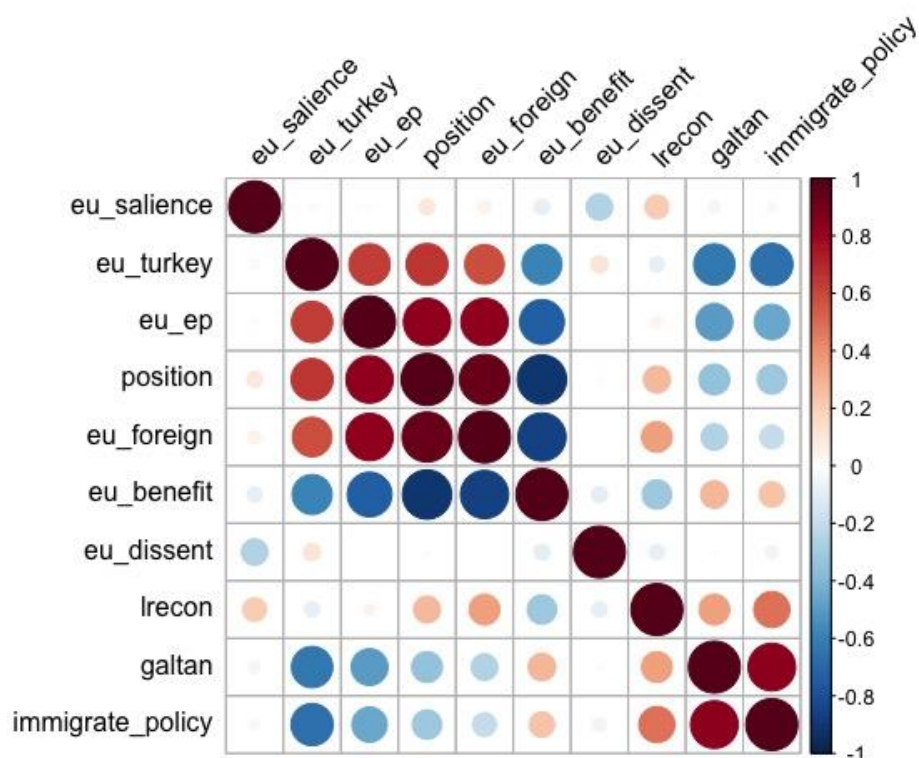 eu_salience
eu_turkey
eu_ep
position
eu_foreign
eu_benefit
eu_dissent
lrecon
galtan
immigrate_policy
eu_salience
eu_turkey
eu_ep
position
eu_foreign
eu_benefit
eu_dissent
lrecon
galtan
immigrate_policy
1
0.8
0.6
0.4
0.2
0
-0.2
-0.4
-0.6
-0.8
-1